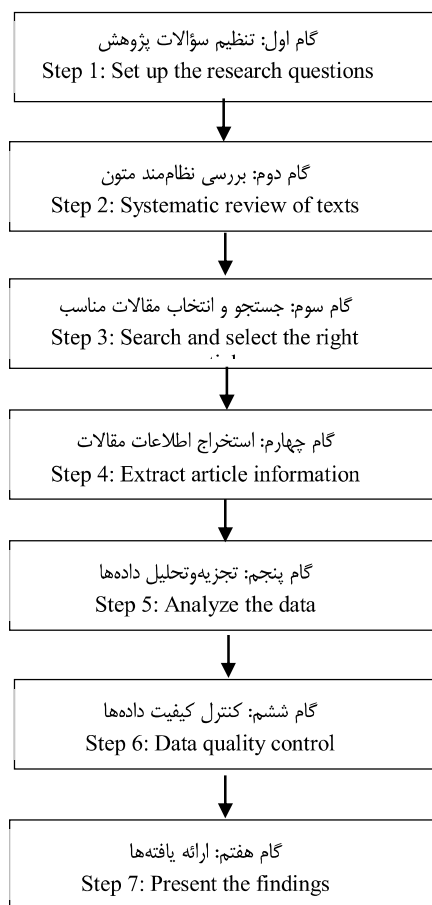 گام اول: تنظیم سؤالات پژوهش
Step 1: Set up the research questions
گام دوم: بررسی نظام‌مند متون
Step 2: Systematic review of texts
گام سوم: جستجو و انتخاب مقالات مناسب
Step 3: Search and select the right
گام چهارم: استخراج اطلاعات مقالات
Step 4: Extract article information
گام پنجم: تجزیه‌وتحلیل داده‌ها
Step 5: Analyze the data
گام ششم: کنترل کیفیت داده‌ها
Step 6: Data quality control
گام هفتم: ارائه یافته‌ها
Step 7: Present the findings